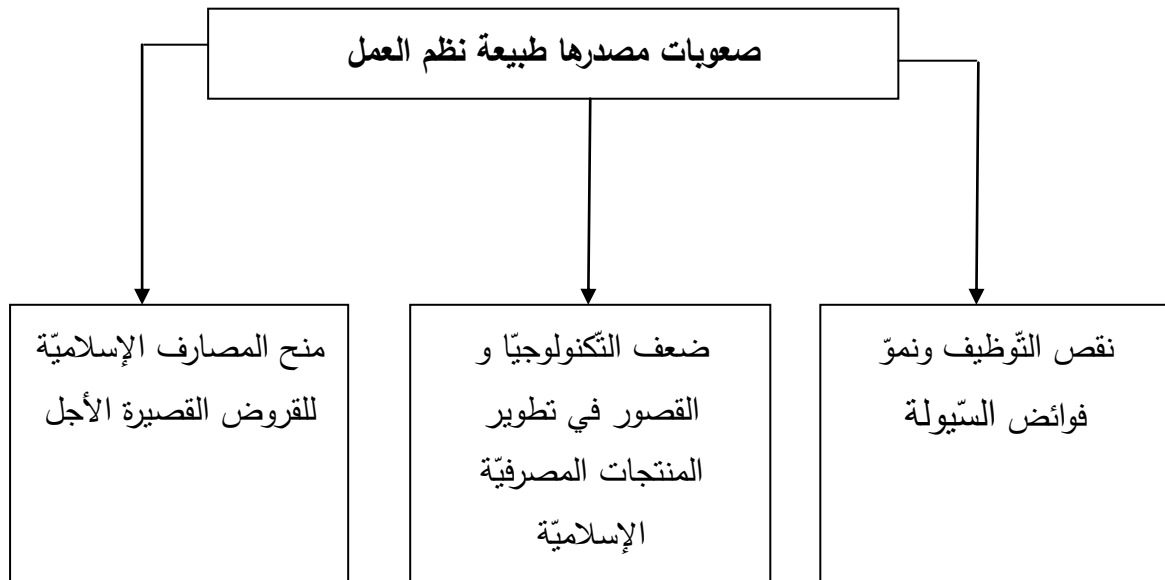 صعوبات مصدرها طبيعة نظم العمل
نقص التّوظيف ونموّ
فوائض السّيولة
ضعف التّكنولوجيّا و
القصور في تطوير
المنتجات المصرفيّة
الإسلاميّة
منح المصارف الإسلاميّة
للقروض القصيرة الأجل